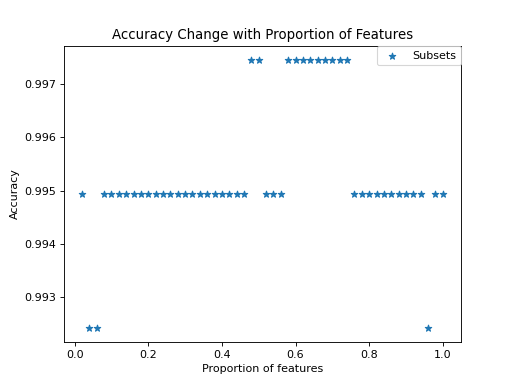 Accuracy Change with Proportion of Features
Subsets
0.997
0.996
0.995
0.994
0.993
Accuracy
0.0 0.2 0.4 0.6 0.8 1.0
Proportion of features